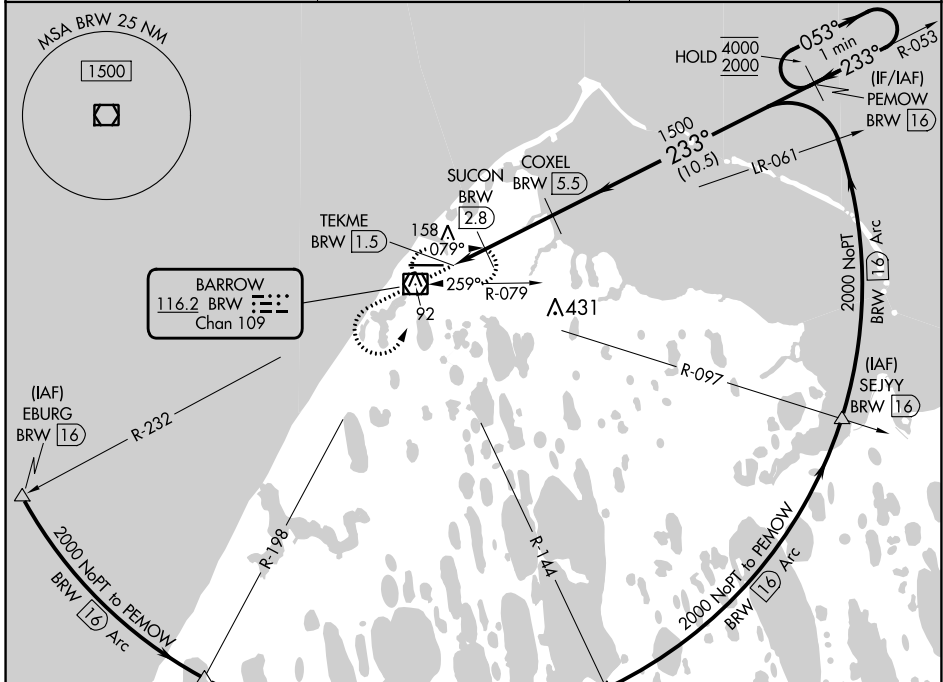 MSA BRW 25 NM
1500
HOLD 4000
2000
053°
1 min
233°
R-053
(IF/IAF)
PEMOW
BRW 16
1500
233°
(10.5)
LR-061
COXEL
BRW 5.5
SUCON
BRW
2.8
TEKME
BRW 1.5
158
079°
259°
R-079
92
431
BARROW
116.2 BRW
Chan 109
2000 NoPT
BRW 16 Arc
R-097
(IAF)
SEJYY
BRW 16
(IAF)
EBURG
BRW 16
R-232
R-198
R-144
2000 NoPT to PEMOW
BRW 16 Arc
2000 NoPT to PEMOW
BRW 16 Arc